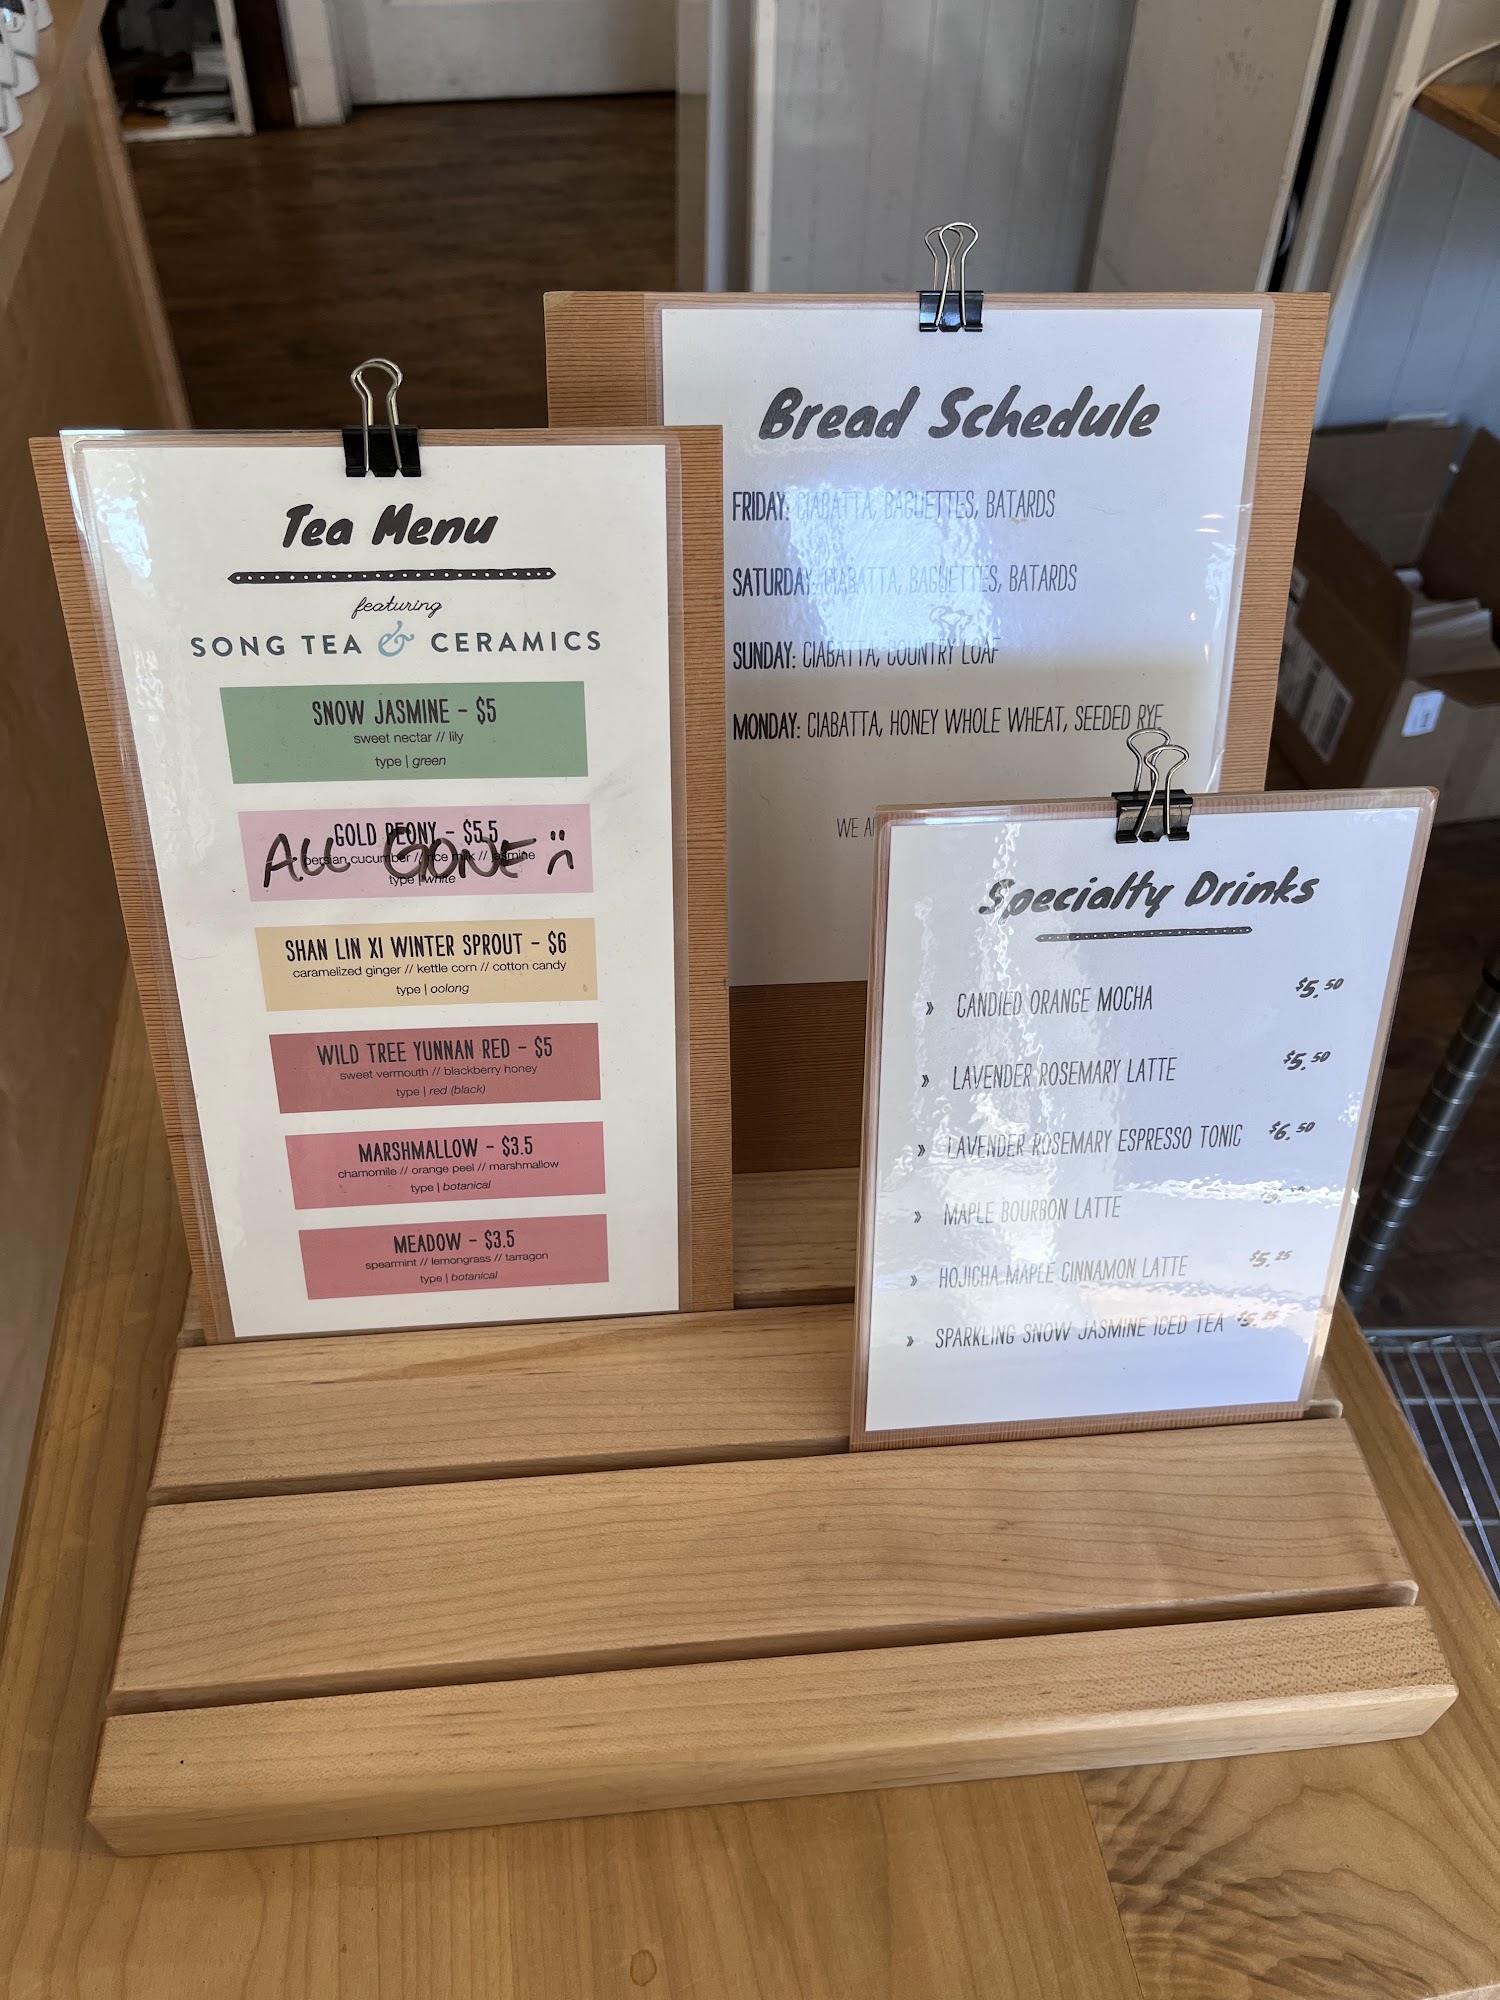 Tea Menu
featuring
SONG TEA & CERAMICS
SNOW JASMINE - $5
sweet nectar // lily
type | green
GOLD PEONY - $5.5
persian cucumber // rice milk // jasmine
type | white
ALL GONE :(
SHAN LIN XI WINTER SPROUT - $6
caramelized ginger // kettle corn // cotton candy
type | oolong
WILD TREE YUNNAN RED - $5
sweet vermouth // blackberry honey
type | red (black)
MARSHMALLOW - $3.5
chamomile // orange peel // marshmallow
type | botanical
MEADOW - $3.5
spearmint // lemongrass // tarragon
type | botanical
Bread Schedule
FRIDAY: CIABATTA, BAGUETTES, BATARDS
SATURDAY: CIABATTA, BAGUETTES, BATARDS
SUNDAY: CIABATTA, COUNTRY LOAF
MONDAY: CIABATTA, HONEY WHOLE WHEAT, SEEDED RYE
WE
Specialty Drinks
» CANDIED ORANGE MOCHA $5.50
» LAVENDER ROSEMARY LATTE $5.50
» LAVENDER ROSEMARY ESPRESSO TONIC $6.50
» MAPLE BOURBON LATTE
» HOJICHA MAPLE CINNAMON LATTE $5.25
» SPARKLING SNOW JASMINE ICED TEA